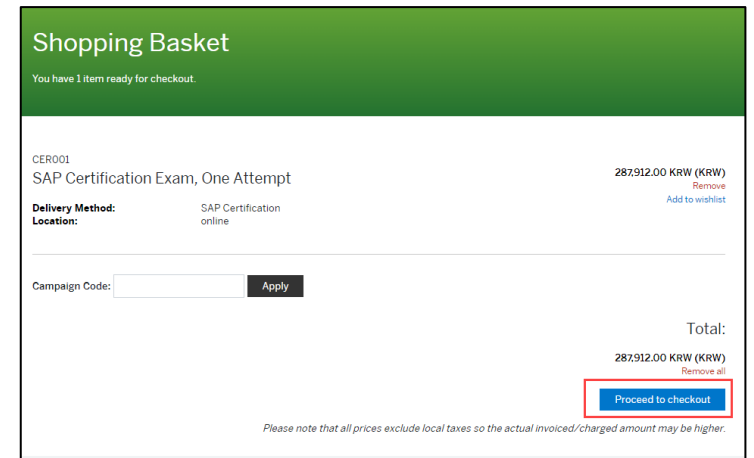 Shopping Basket
You have 1 item ready for checkout.
CER001
SAP Certification Exam, One Attempt
287,912.00 KRW (KRW)
Remove
Add to wishlist
Delivery Method: SAP Certification
Location: online
Campaign Code: Apply
Total:
287,912.00 KRW (KRW)
Remove all
Proceed to checkout
Please note that all prices exclude local taxes so the actual invoiced/charged amount may be higher.